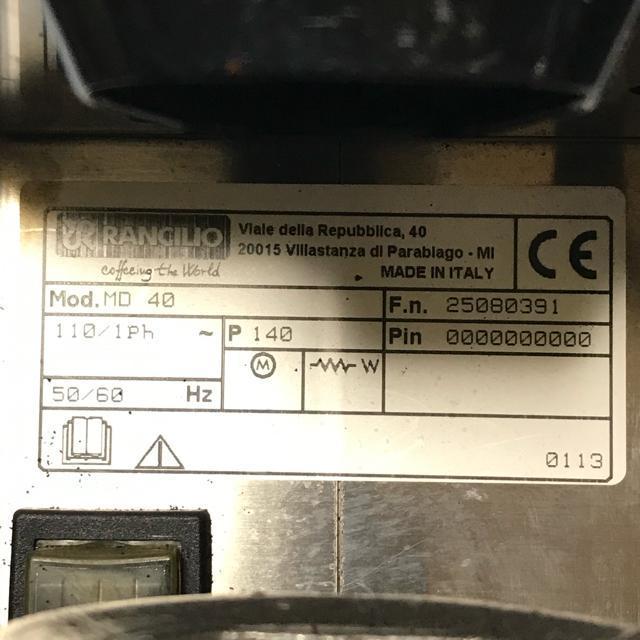 RANCILIO
coffeeing the World
Viale della Repubblica, 40
20015 Villastanza di Parabiago - MI
MADE IN ITALY
CE
Mod. MD 40
F.n. 25080391
110/1Ph ~
P 140
Pin 0000000000
M
W
50/60 Hz
0113